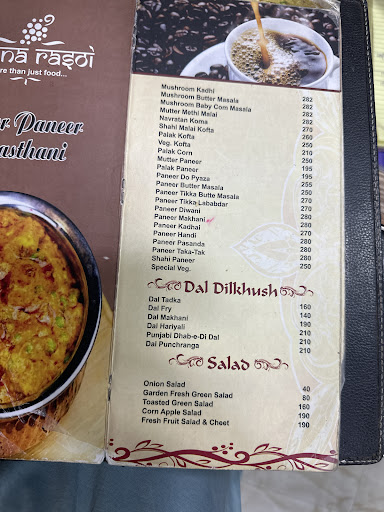 na rasoi
re than just food...
r Paneer
asthani
Mushroom Kadhi 282
Mushroom Butter Masala 282
Mushroom Baby Corn Masala 282
Mutter Methi Malai 282
Navratan Korma 270
Shahi Malai Kofta 260
Palak Kofta 260
Veg. Kofta 250
Palak Corn 210
Mutter Paneer 195
Palak Paneer 195
Paneer Do Pyaza 255
Paneer Butter Masala 250
Paneer Tikka Butte Masala 270
Paneer Tikka Lababdar 280
Paneer Diwani 270
Paneer Makhani 280
Paneer Kadhai 280
Paneer Handi 280
Paneer Pasanda 280
Paneer Taka-Tak 280
Shahi Paneer 280
Special Veg. 250
Dal Dilkhush
Dal Tadka 160
Dal Fry 140
Dal Makhani 190
Dal Hariyali 210
Punjabi Dhab-e-Di Dal 210
Dal Punchranga 210
Salad
Onion Salad 40
Garden Fresh Green Salad 80
Toasted Green Salad 160
Corn Apple Salad 190
Fresh Fruit Salad & Cheet 190